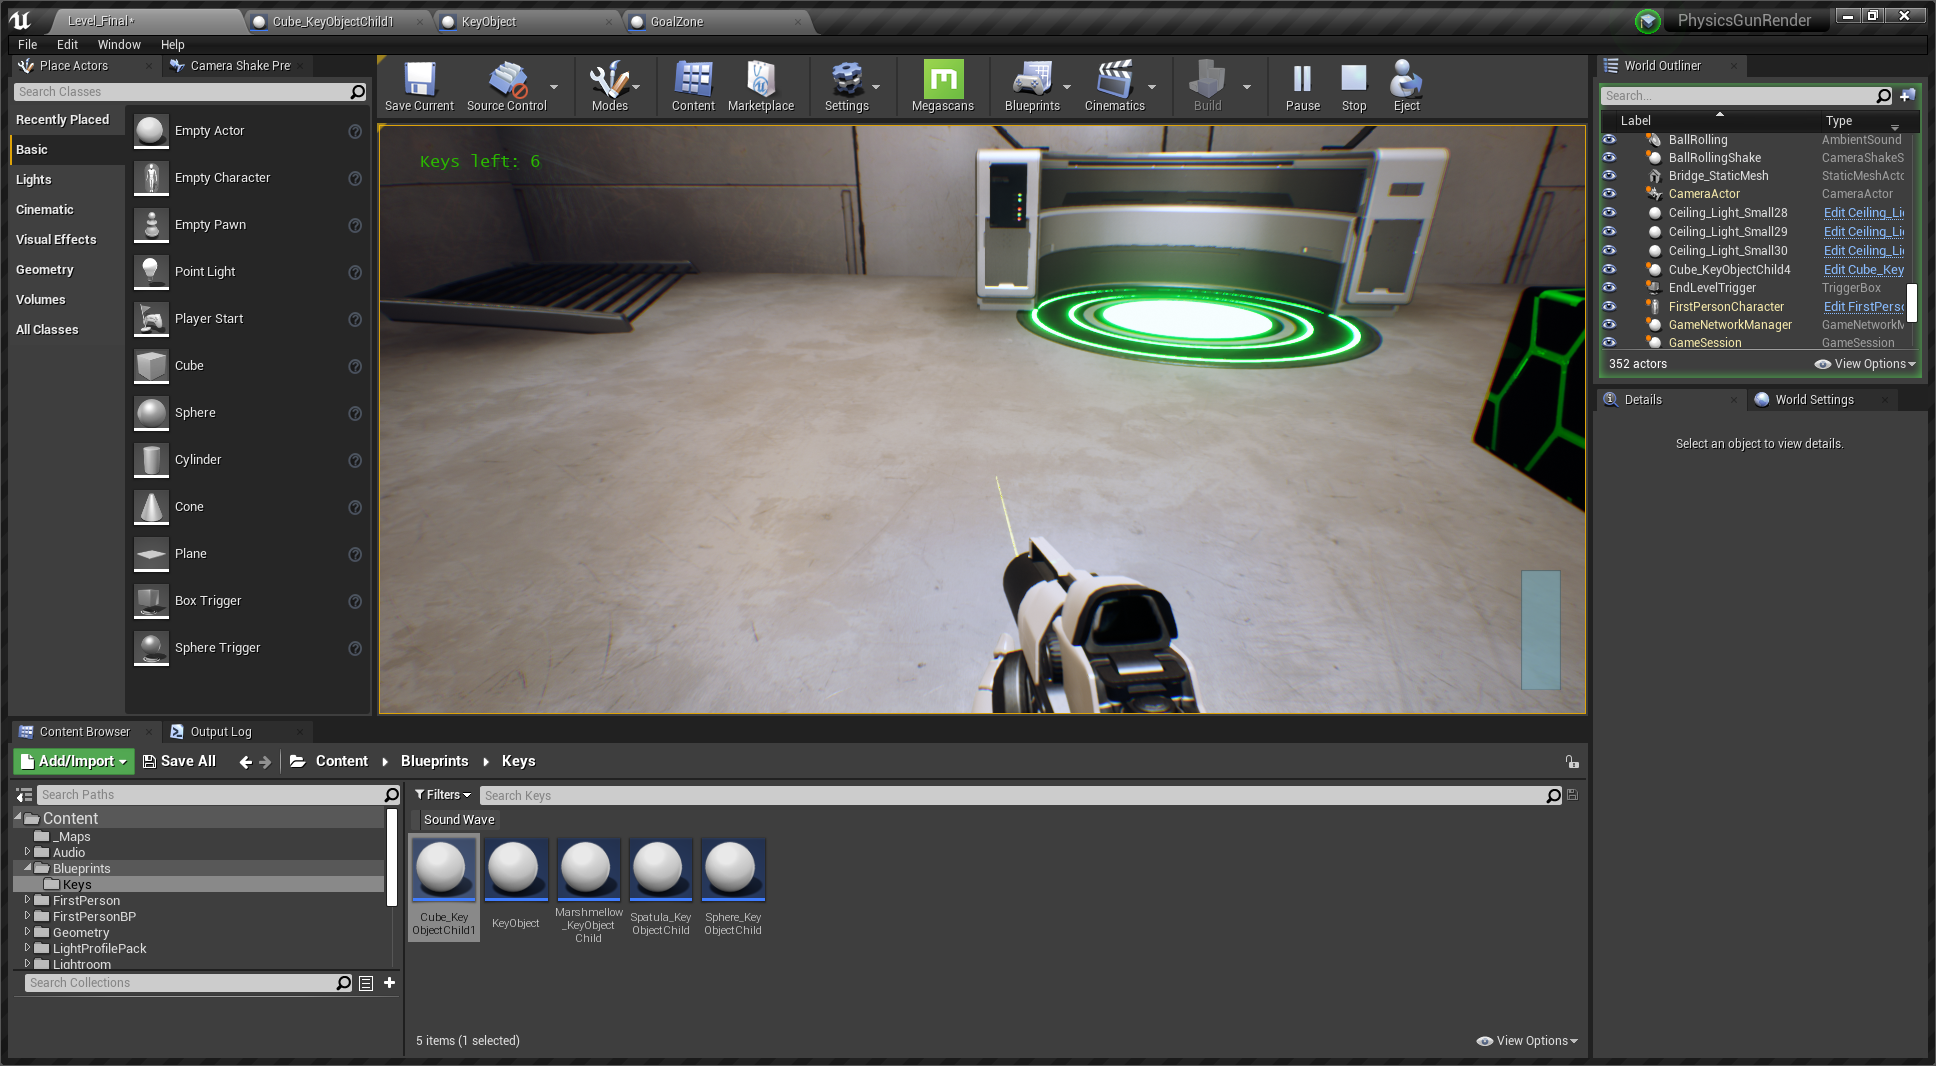 Level_Final*
Cube_KeyObjectChild1
KeyObject
GoalZone
PhysicsGunRender
File
Edit
Window
Help
Place Actors
Camera Shake Pre
Search Classes
Recently Placed
Basic
Lights
Cinematic
Visual Effects
Geometry
Volumes
All Classes
Empty Actor
Empty Character
Empty Pawn
Point Light
Player Start
Cube
Sphere
Cylinder
Cone
Plane
Box Trigger
Sphere Trigger
Save Current
Source Control
Modes
Content
Marketplace
Settings
Megascans
Blueprints
Cinematics
Build
Pause
Stop
Eject
Keys left: 6
World Outliner
Search...
Label
Type
BallRolling AmbientSound
BallRollingShake CameraShakeS
Bridge_StaticMesh StaticMeshActo
CameraActor CameraActor
Ceiling_Light_Small28 Edit Ceiling_Li
Ceiling_Light_Small29 Edit Ceiling_Li
Ceiling_Light_Small30 Edit Ceiling_Li
Cube_KeyObjectChild4 Edit Cube_Key
EndLevelTrigger TriggerBox
FirstPersonCharacter Edit FirstPerso
GameNetworkManager GameNetworkM
GameSession GameSession
352 actors
View Options
Details
World Settings
Select an object to view details.
Content Browser
Output Log
Add/Import
Save All
Content
Blueprints
Keys
Search Paths
Content
_Maps
Audio
Blueprints
Keys
FirstPerson
FirstPersonBP
Geometry
LightProfilePack
Lightroom
Search Collections
Filters
Search Keys
Sound Wave
Cube_Key
ObjectChild1
KeyObject
Marshmellow
_KeyObject
Child
Spatula_Key
ObjectChild
Sphere_Key
ObjectChild
5 items (1 selected)
View Options